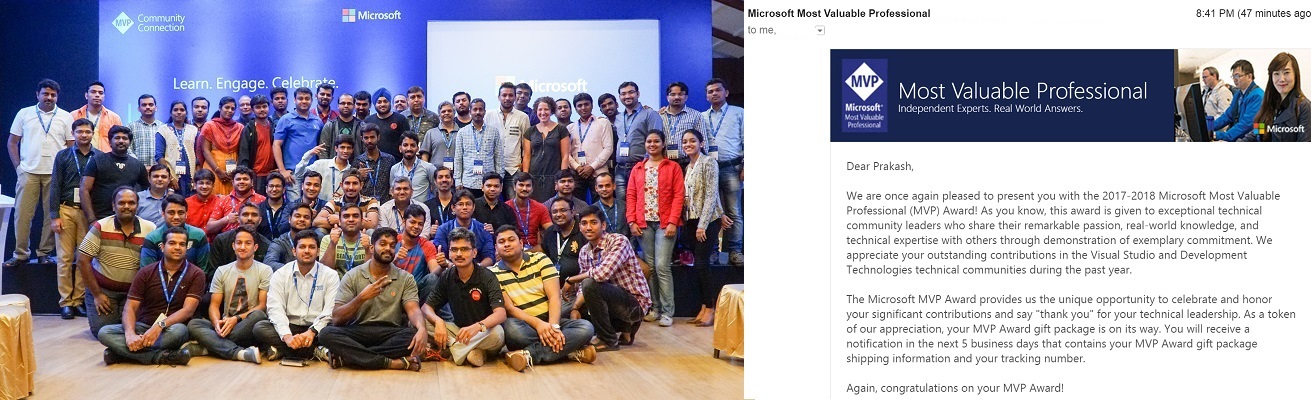 MVP
Community
Connection
Microsoft
Learn. Engage. Celebrate.
Microsoft
Microsoft Most Valuable Professional
8:41 PM (47 minutes ago
to me,
MVP
Microsoft®
Most Valuable
Professional
Most Valuable Professional
Independent Experts. Real World Answers.
Microsoft
Dear Prakash,
We are once again pleased to present you with the 2017-2018 Microsoft Most Valuable
Professional (MVP) Award! As you know, this award is given to exceptional technical
community leaders who share their remarkable passion, real-world knowledge, and
technical expertise with others through demonstration of exemplary commitment. We
appreciate your outstanding contributions in the Visual Studio and Development
Technologies technical communities during the past year.
The Microsoft MVP Award provides us the unique opportunity to celebrate and honor
your significant contributions and say "thank you" for your technical leadership. As a token
of our appreciation, your MVP Award gift package is on its way. You will receive a
notification in the next 5 business days that contains your MVP Award gift package
shipping information and your tracking number.
Again, congratulations on your MVP Award!